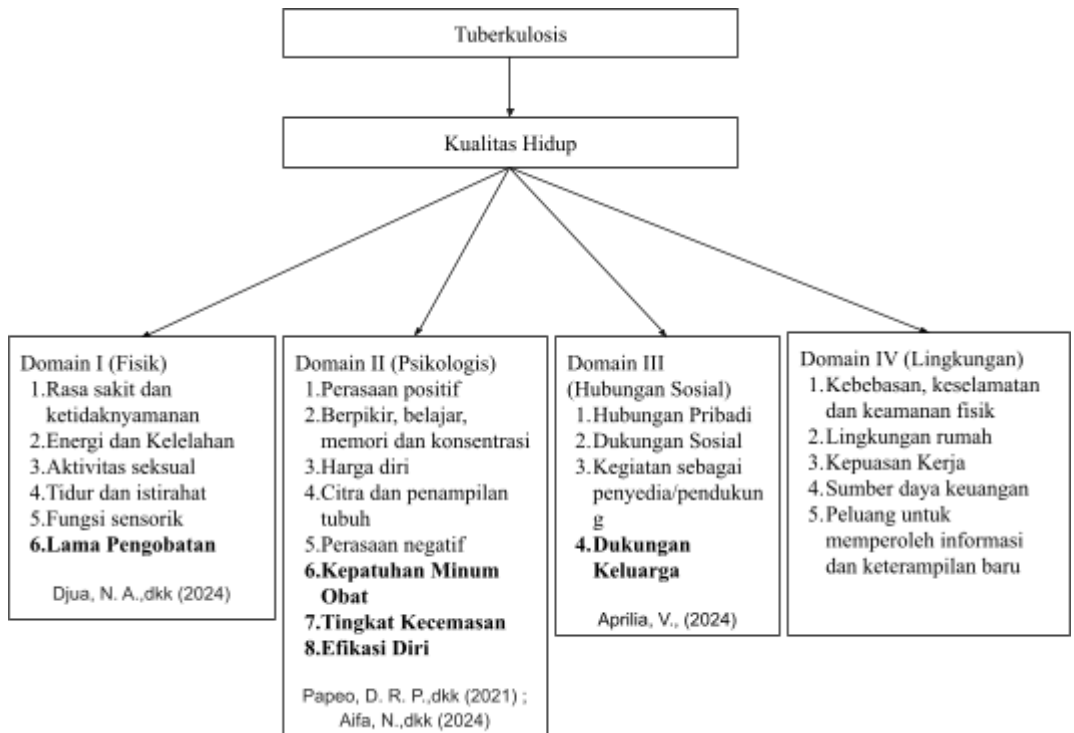 Tuberkulosis
Kualitas Hidup
Domain I (Fisik)
1.Rasa sakit dan
ketidaknyamanan
2.Energi dan Kelelahan
3.Aktivitas seksual
4.Tidur dan istirahat
5.Fungsi sensorik
6.Lama Pengobatan
Djua, N. A.,dkk (2024)
Domain II (Psikologis)
1.Perasaan positif
2.Berpikir, belajar,
memori dan konsentrasi
3.Harga diri
4.Citra dan penampilan
tubuh
5.Perasaan negatif
6.Kepatuhan Minum
Obat
7.Tingkat Kecemasan
8.Efikasi Diri
Papeo, D. R. P.,dkk (2021) ;
Aifa, N.,dkk (2024)
Domain III
(Hubungan Sosial)
1.Hubungan Pribadi
2.Dukungan Sosial
3.Kegiatan sebagai
penyedia/pendukun
g
4.Dukungan
Keluarga
Aprilia, V., (2024)
Domain IV (Lingkungan)
1.Kebebasan, keselamatan
dan keamanan fisik
2.Lingkungan rumah
3.Kepuasan Kerja
4.Sumber daya keuangan
5.Peluang untuk
memperoleh informasi
dan keterampilan baru